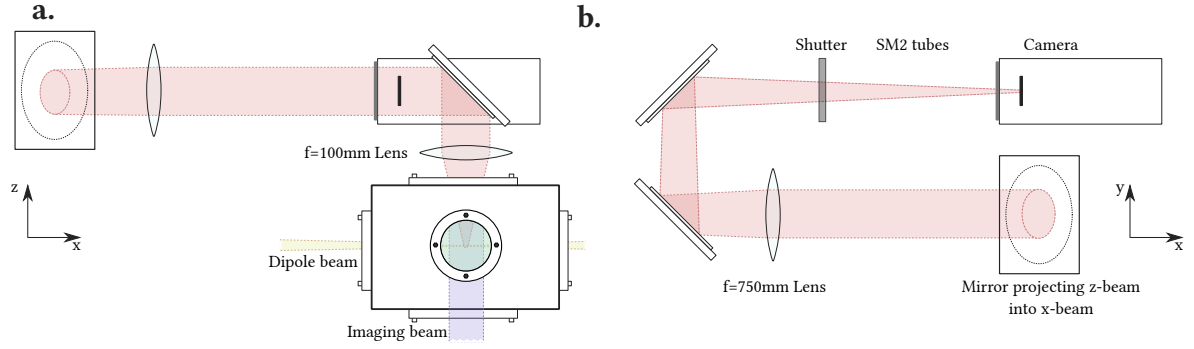 a.
f=100mm Lens
z
x
Dipole beam
Imaging beam
b.
Shutter
SM2 tubes
Camera
y
x
f=750mm Lens
Mirror projecting z-beam
into x-beam